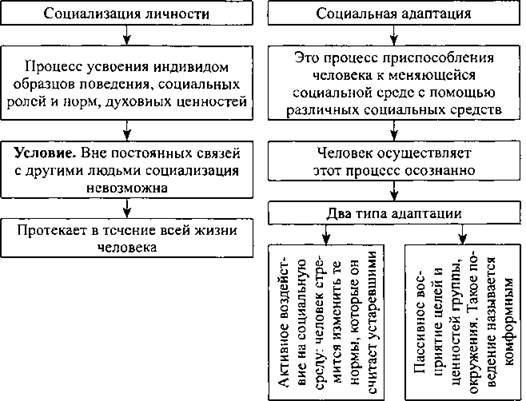 Социализация личности
Процесс усвоения индивидом
образцов поведения, социальных
ролей и норм, духовных ценностей
Условие. Вне постоянных связей
с другими людьми социализация
невозможна
Протекает в течение всей жизни
человека
Социальная адаптация
Это процесс приспособления
человека к меняющейся
социальной среде с помощью
различных социальных средств
Человек осуществляет
этот процесс осознанно
Два типа адаптации
Активное воздейст-
вие на социальную
среду: человек стре-
мится изменить те
нормы, которые он
считает устаревшими
Пассивное вос-
приятие целей и
ценностей группы,
окружения. Такое по-
ведение называется
комформным